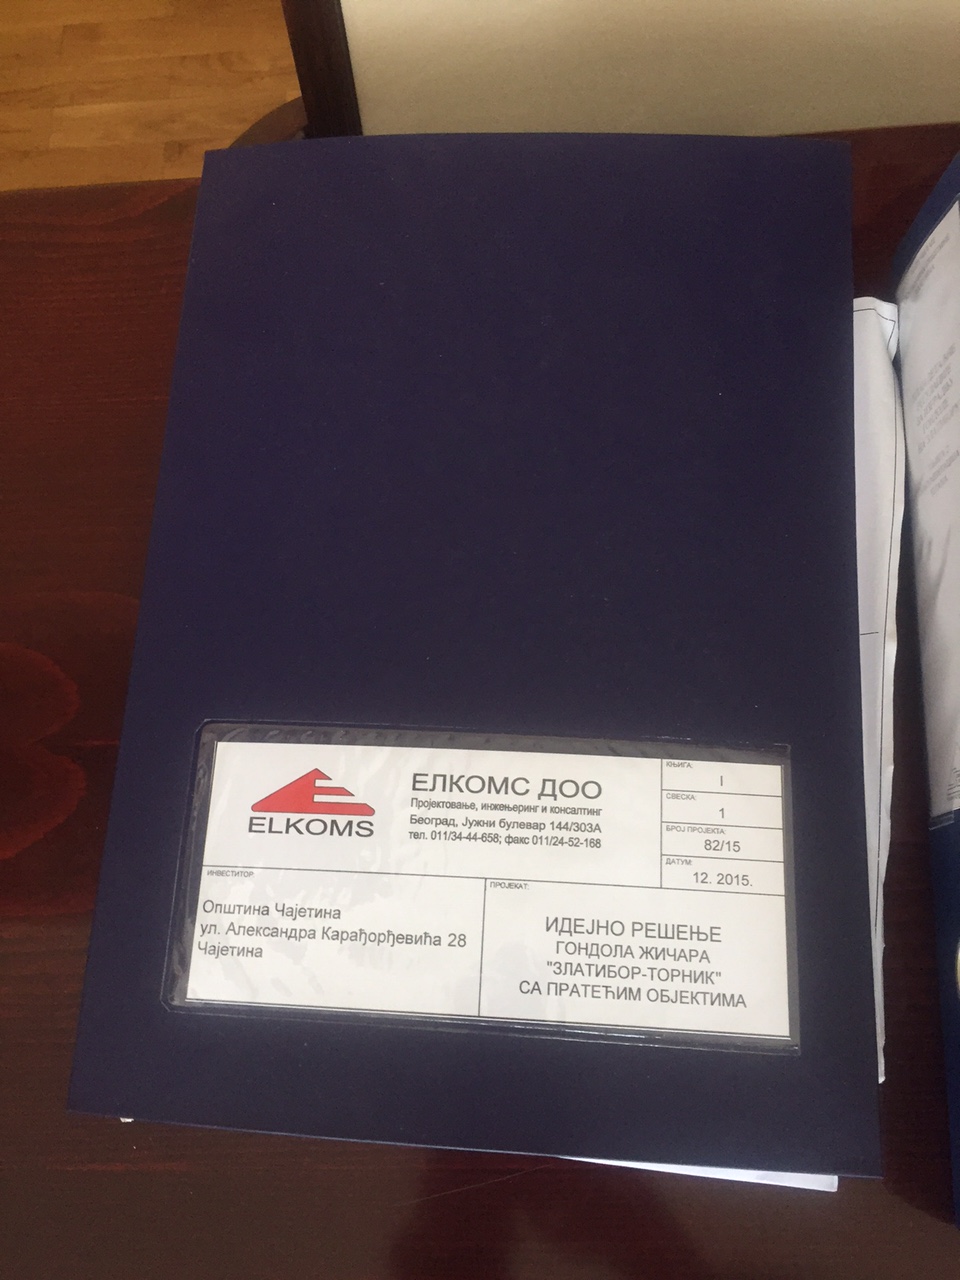 ELKOMS
ЕЛКОМС ДОО
Пројектовање, инжењеринг и консалтинг
Београд, Јужни булевар 144/303А
тел. 011/34-44-658; факс 011/24-52-168
КЊИГА:
I
СВЕСКА:
1
БРОЈ ПРОЈЕКТА:
82/15
ДАТУМ:
12. 2015.
ИНВЕСТИТОР:
Општина Чајетина
ул. Александра Карађорђевића 28
Чајетина
ПРОЈЕКАТ:
ИДЕЈНО РЕШЕЊЕ
ГОНДОЛА ЖИЧАРА
"ЗЛАТИБОР-ТОРНИК"
СА ПРАТЕЋИМ ОБЈЕКТИМА